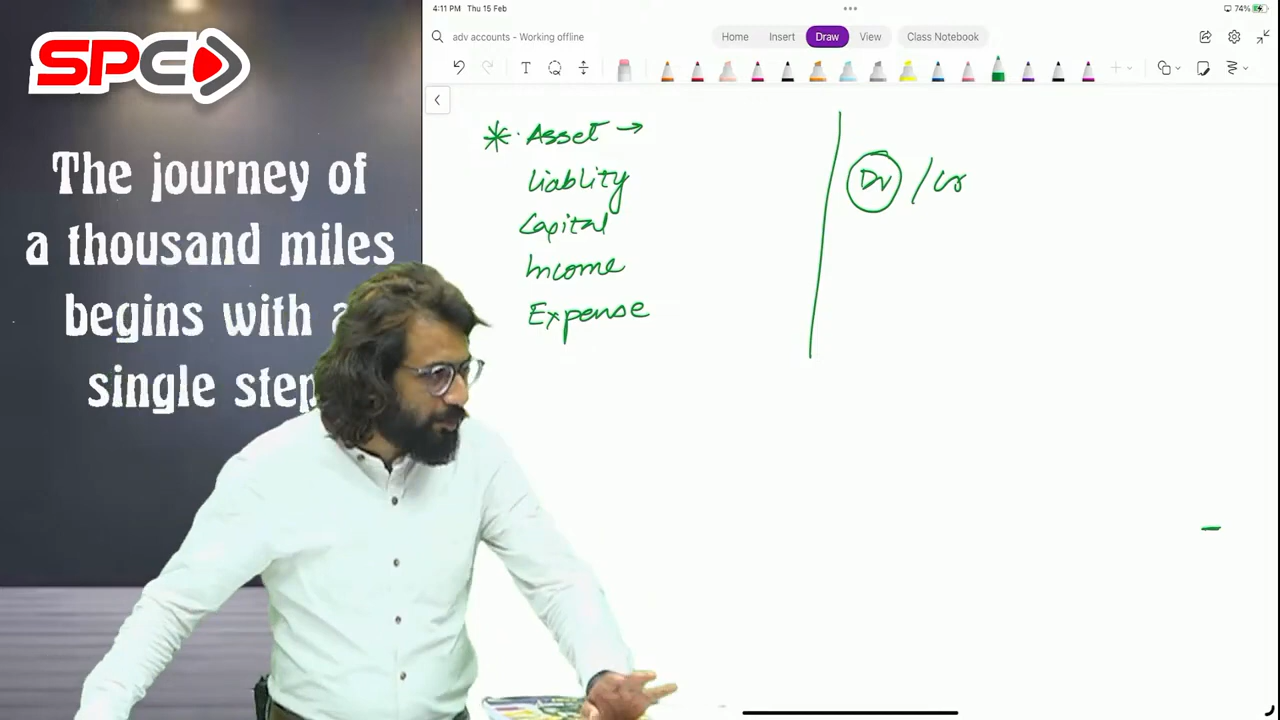 SPE
The journey of
a thousand miles
begins with a
single step
4:11 PM Thu 15 Feb
74%
adv accounts - Working offline
Home Insert Draw View Class Notebook
* Asset →
Liablity
Capital
Income
Expense
Dr / Cr